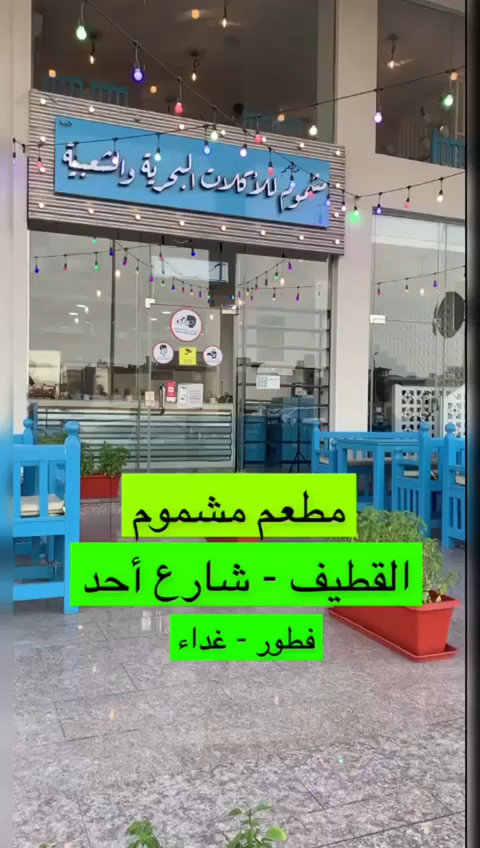 مشموم للأكلات البحرية والشعبية
مطعم مشموم
القطيف - شارع أحد
فطور - غداء